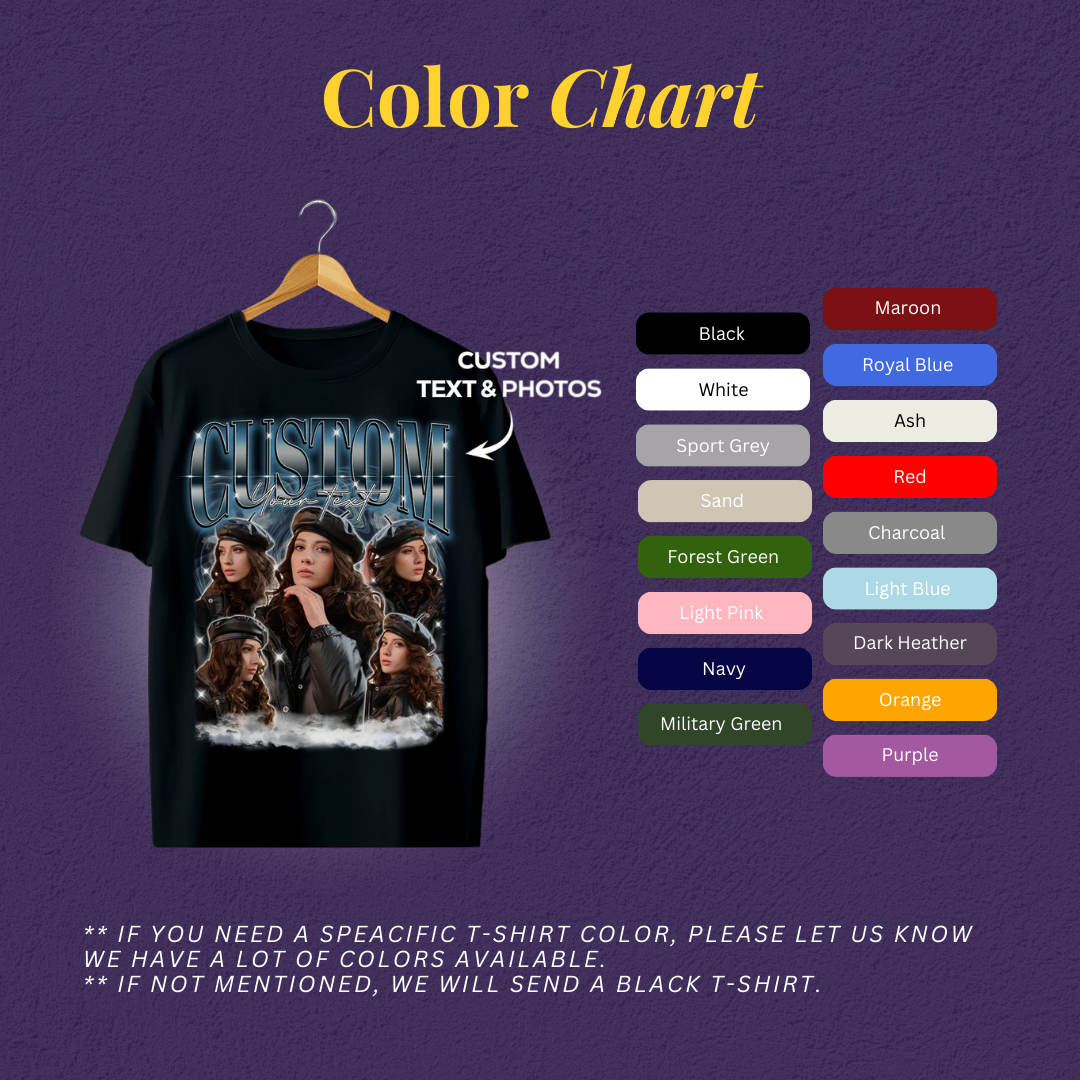 Color Chart
CUSTOM
TEXT & PHOTOS
CUSTOM
Your text
Black
White
Sport Grey
Sand
Forest Green
Light Pink
Navy
Military Green
Maroon
Royal Blue
Ash
Red
Charcoal
Light Blue
Dark Heather
Orange
Purple
** IF YOU NEED A SPEACIFIC T-SHIRT COLOR, PLEASE LET US KNOW
WE HAVE A LOT OF COLORS AVAILABLE.
** IF NOT MENTIONED, WE WILL SEND A BLACK T-SHIRT.